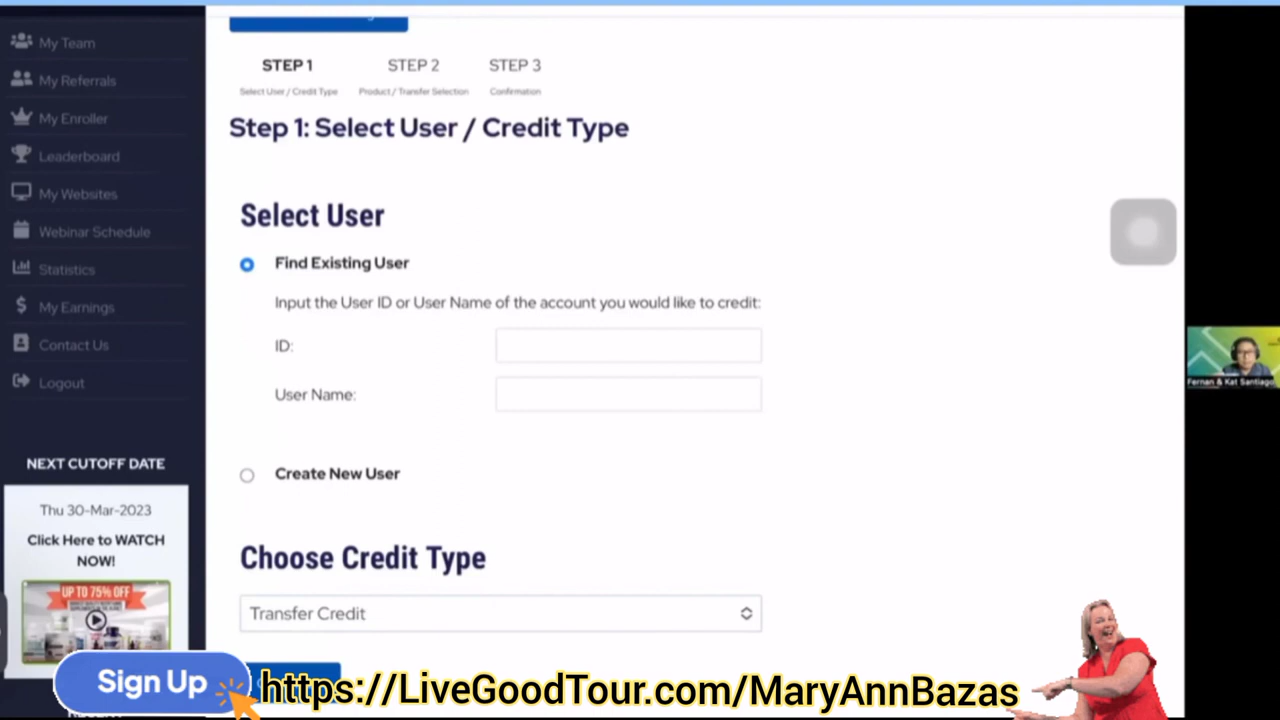 My Team
My Referrals
My Enroller
Leaderboard
My Websites
Webinar Schedule
Statistics
My Earnings
Contact Us
Logout
NEXT CUTOFF DATE
Thu 30-Mar-2023
Click Here to WATCH
NOW!
UP TO 75% OFF
STEP 1
STEP 2
STEP 3
Select User / Credit Type
Product / Transfer Selection
Confirmation
Step 1: Select User / Credit Type
Select User
Find Existing User
Input the User ID or User Name of the account you would like to credit:
ID:
User Name:
Create New User
Choose Credit Type
Transfer Credit
Fernan & Kat Santiago
Sign Up
https://LiveGoodTour.com/MaryAnnBazas